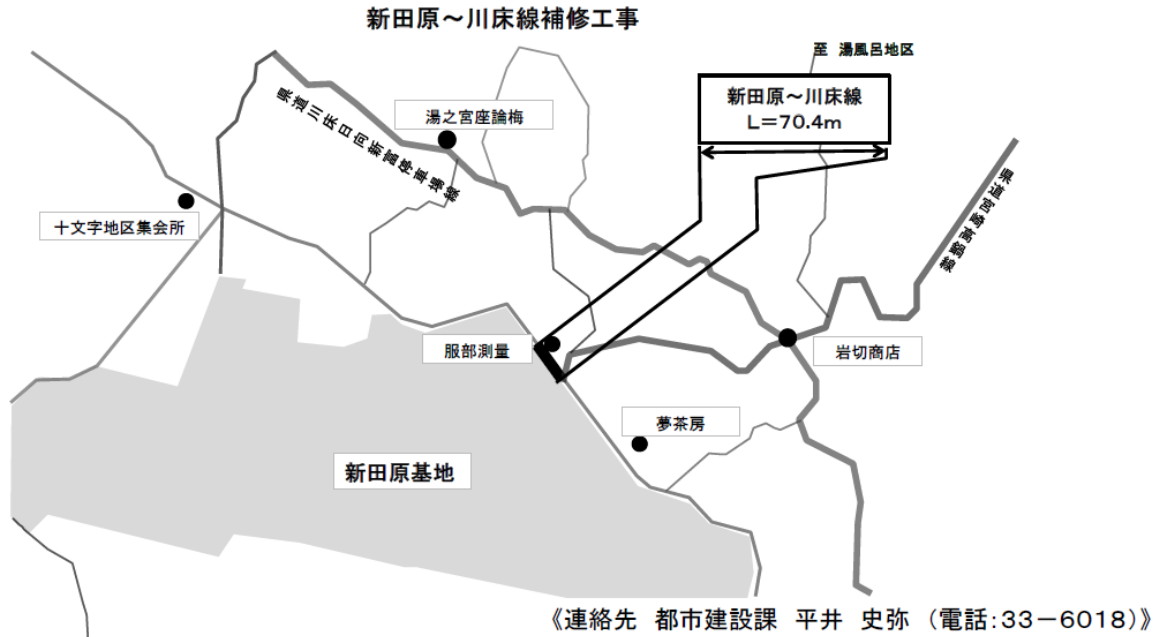 新田原～川床線補修工事
至 湯風呂地区
新田原～川床線
L=70.4m
県道川床日向新富停車場線
湯之宮座論梅
県道宮崎高鍋線
十文字地区集会所
服部測量
岩切商店
夢茶房
新田原基地
《連絡先 都市建設課 平井 史弥 （電話：33－6018）》